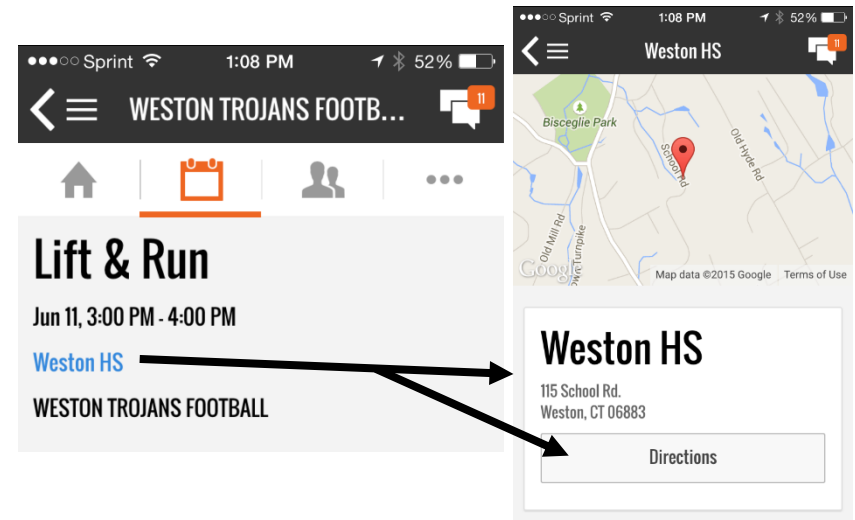 Sprint 1:08 PM 52%
WESTON TROJANS FOOTB... 11
Lift & Run
Jun 11, 3:00 PM - 4:00 PM
Weston HS
WESTON TROJANS FOOTBALL
Sprint 1:08 PM 52%
Weston HS 11
Bisceglie Park
School Rd
Old Hyde Rd
Old Mill Rd
Turnpike
Google
Map data ©2015 Google Terms of Use
Weston HS
115 School Rd.
Weston, CT 06883
Directions